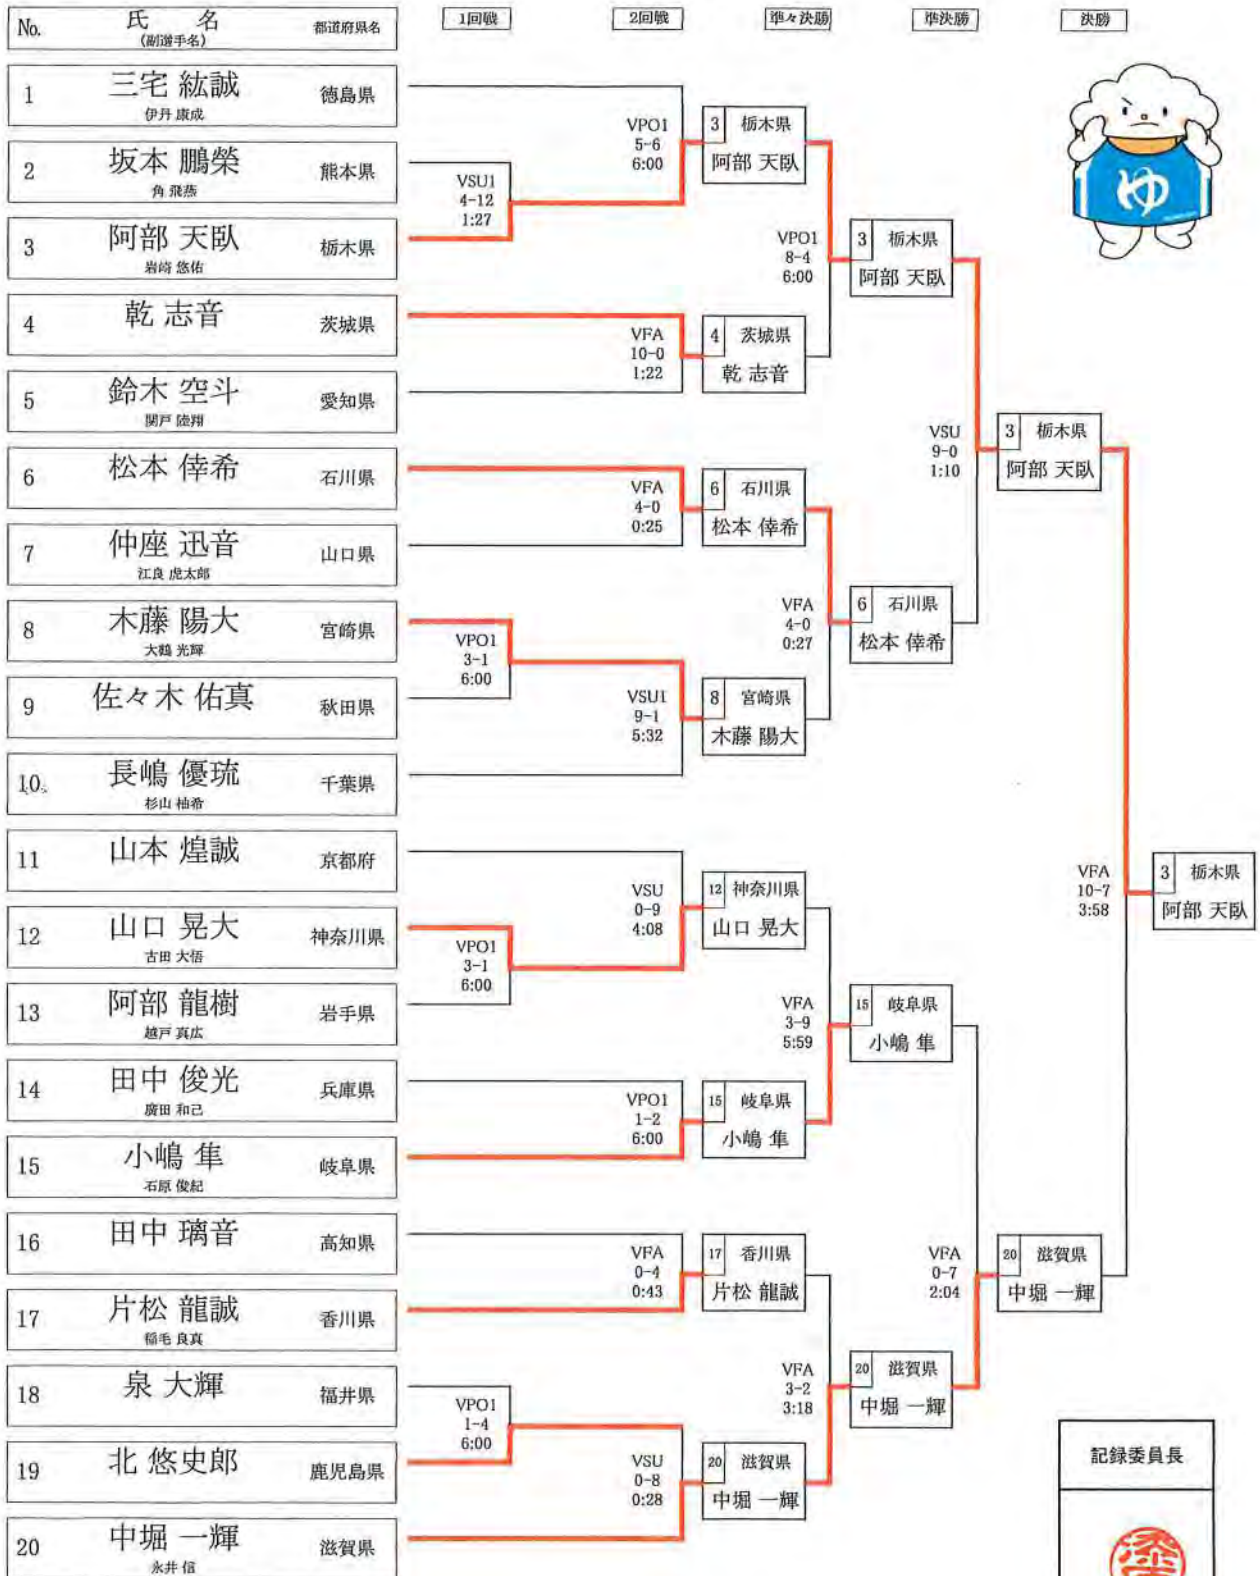 No. 氏 名 都道府県名 1回戦 2回戦 準々決勝 準決勝 決勝
(副選手名)
1 三宅 紘誠 徳島県
伊丹 康成
2 坂本 鵬榮 熊本県
角 飛燕
3 阿部 天臥 栃木県
岩崎 悠佑
4 乾 志音 茨城県
5 鈴木 空斗 愛知県
関戸 陸翔
6 松本 倖希 石川県
7 仲座 迅音 山口県
江良 虎太郎
8 木藤 陽大 宮崎県
大鶴 光輝
9 佐々木 佑真 秋田県
10 長嶋 優琉 千葉県
杉山 柚希
11 山本 煌誠 京都府
12 山口 晃大 神奈川県
古田 大悟
13 阿部 龍樹 岩手県
越戸 真広
14 田中 俊光 兵庫県
廣田 和己
15 小嶋 隼 岐阜県
石原 俊紀
16 田中 璃音 高知県
17 片松 龍誠 香川県
稲毛 良真
18 泉 大輝 福井県
19 北 悠史郎 鹿児島県
20 中堀 一輝 滋賀県
永井 信
VSU1
4-12
1:27
VPO1
3-1
6:00
VPO1
3-1
6:00
VPO1
1-4
6:00
VPO1
5-6
6:00
VFA
10-0
1:22
VFA
4-0
0:25
VSU1
9-1
5:32
VSU
0-9
4:08
VPO1
1-2
6:00
VFA
0-4
0:43
VSU
0-8
0:28
3 栃木県
阿部 天臥
4 茨城県
乾 志音
6 石川県
松本 倖希
8 宮崎県
木藤 陽大
12 神奈川県
山口 晃大
15 岐阜県
小嶋 隼
17 香川県
片松 龍誠
20 滋賀県
中堀 一輝
VPO1
8-4
6:00
VFA
4-0
0:27
VFA
3-9
5:59
VFA
3-2
3:18
3 栃木県
阿部 天臥
6 石川県
松本 倖希
15 岐阜県
小嶋 隼
20 滋賀県
中堀 一輝
VSU
9-0
1:10
VFA
0-7
2:04
3 栃木県
阿部 天臥
20 滋賀県
中堀 一輝
VFA
10-7
3:58
3 栃木県
阿部 天臥
ゆ
記録委員長